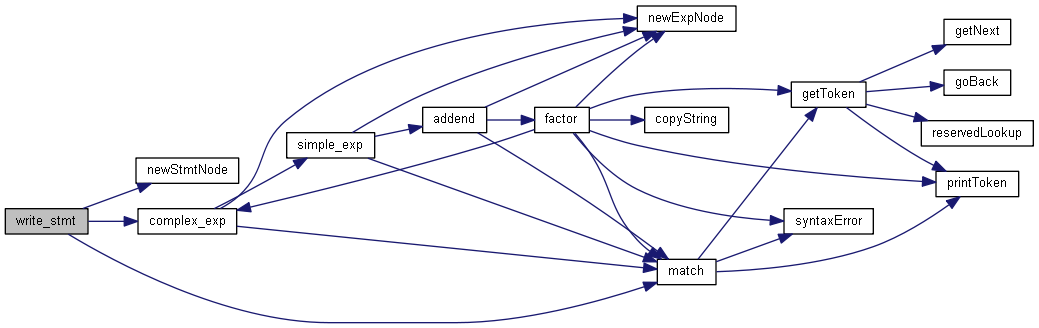 newExpNode
getNext
goBack
getToken
addend
factor
copyString
reservedLookup
simple_exp
newStmtNode
printToken
write_stmt
complex_exp
syntaxError
match